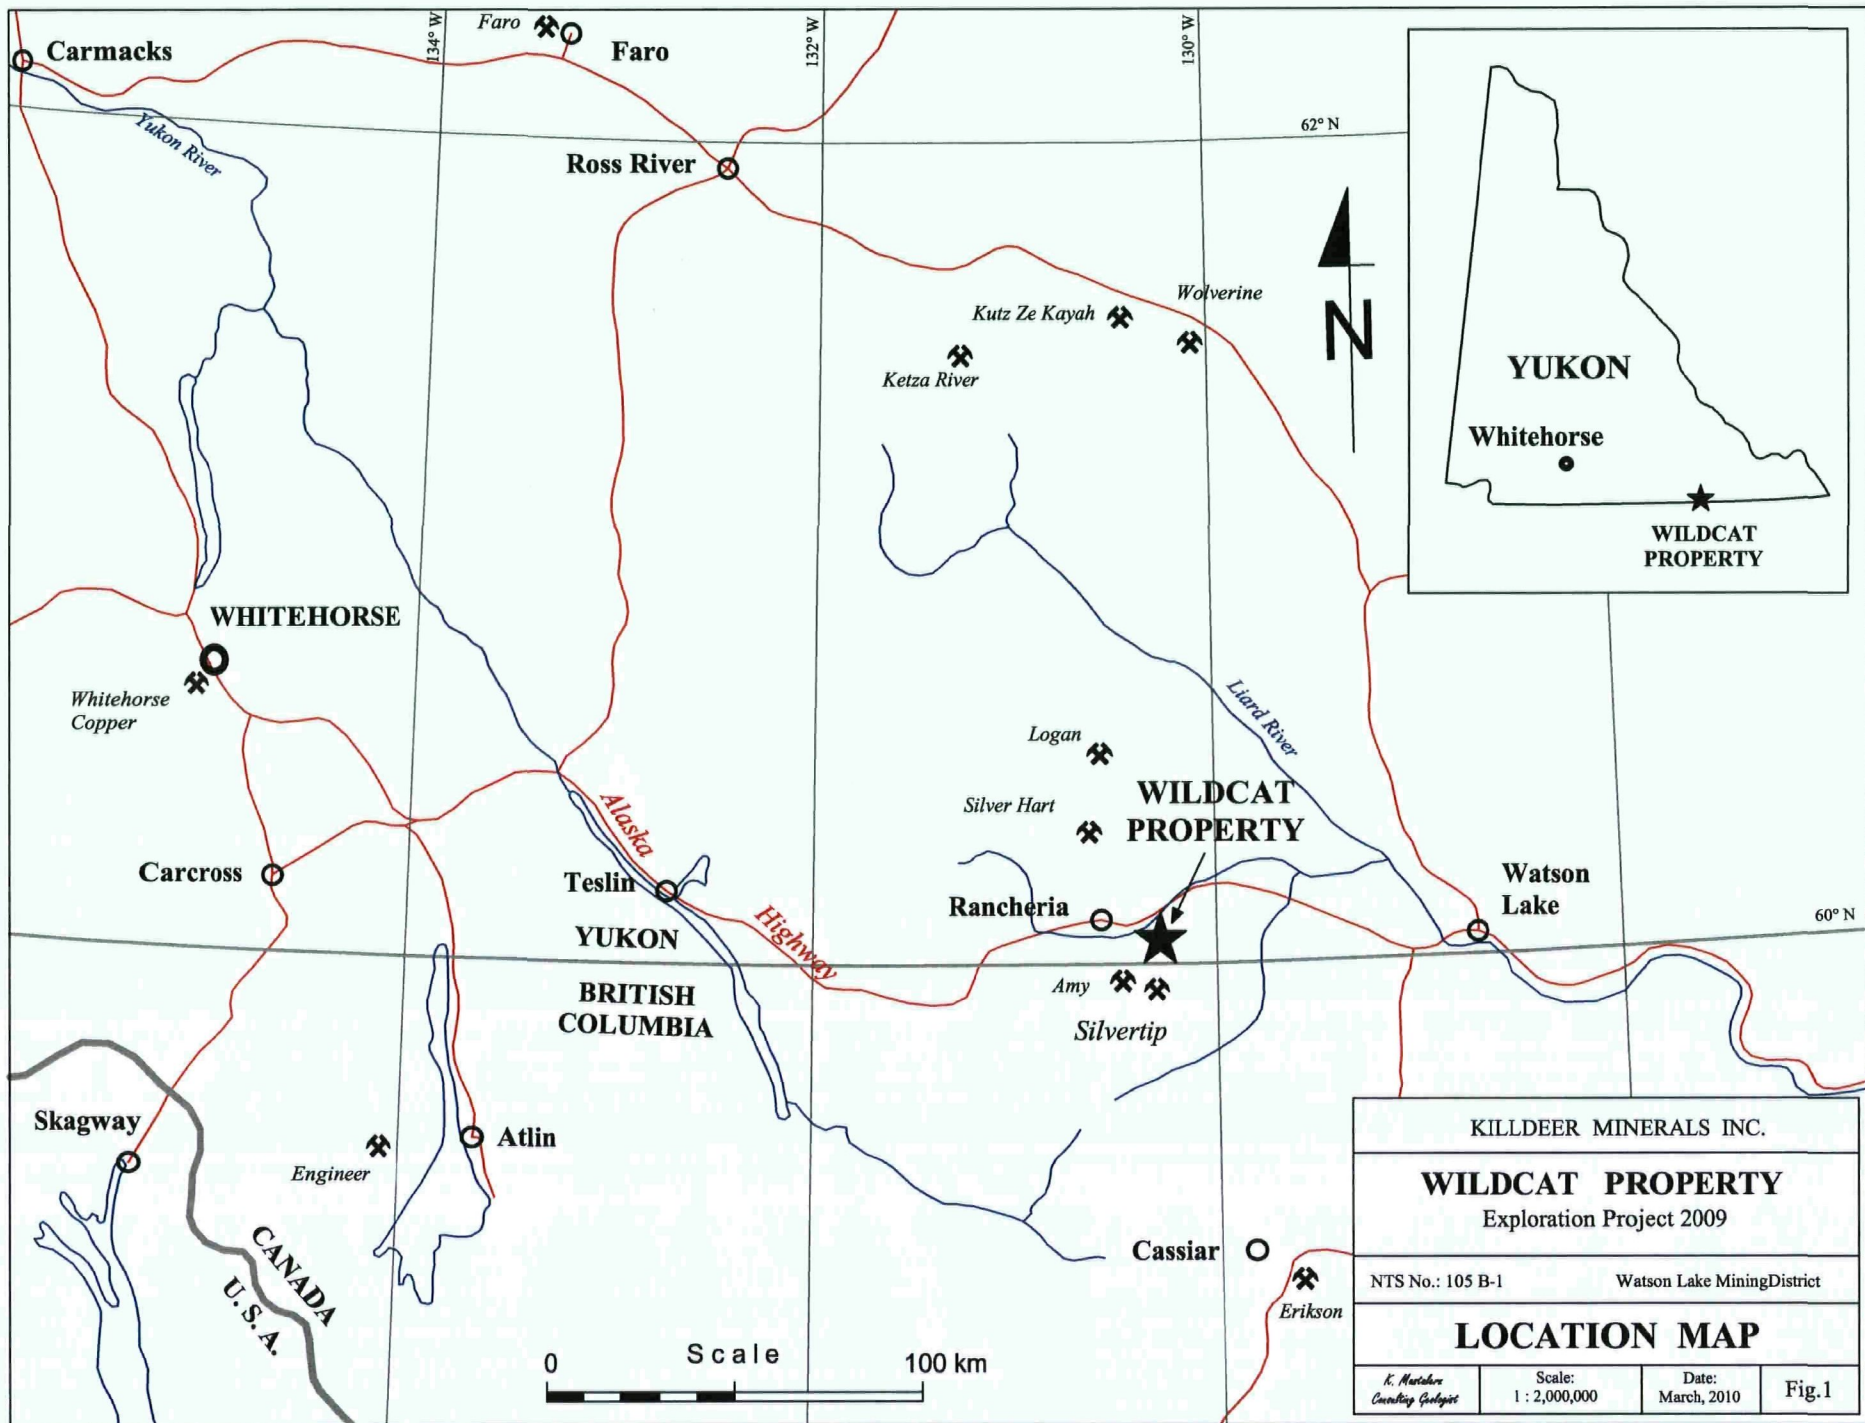 Faro
Faro
Carmacks
134° W
132° W
130° W
62° N
Yukon River
Ross River
Wolverine
Kutz Ze Kayah
Ketza River
N
YUKON
Whitehorse
WILDCAT
PROPERTY
WHITEHORSE
Whitehorse
Copper
Liard River
Logan
WILDCAT
PROPERTY
Silver Hart
Alaska
Highway
Carcross
Teslin
Rancheria
Watson
Lake
60° N
YUKON
BRITISH
COLUMBIA
Amy
Silvertip
Skagway
Atlin
Engineer
CANADA
U. S. A.
Cassiar
Erikson
0 Scale 100 km
KILLDEER MINERALS INC.
WILDCAT PROPERTY
Exploration Project 2009
NTS No.: 105 B-1 Watson Lake MiningDistrict
LOCATION MAP
K.
Consulting Geologist
Scale:
1 : 2,000,000
Date:
March, 2010
Fig.1